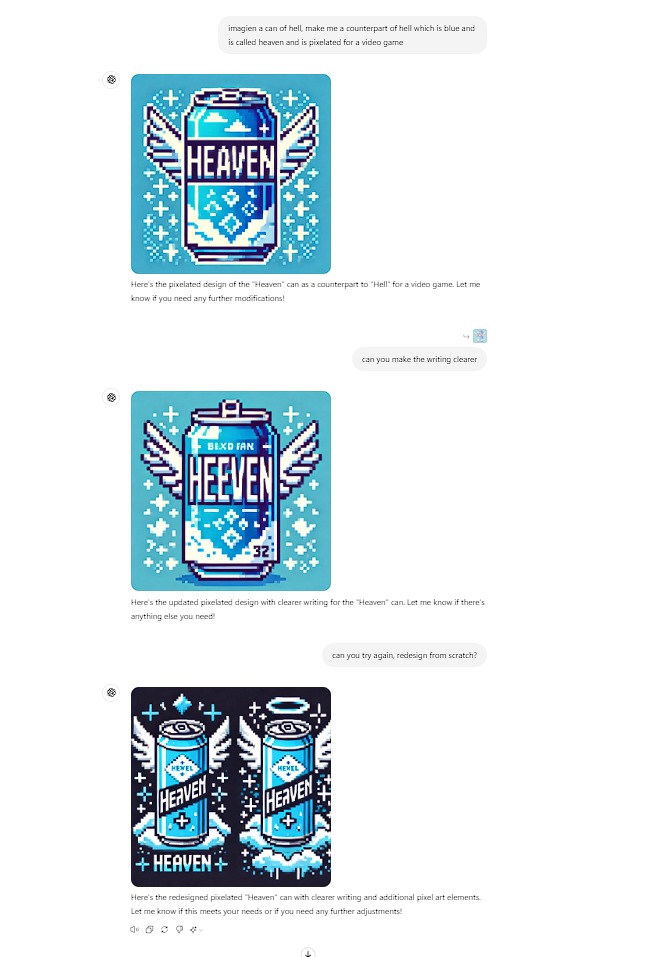 imagien a can of hell, make me a counterpart of hell which is blue and
is called heaven and is pixelated for a video game
HEAVEN
Here's the pixelated design of the "Heaven" can as a counterpart to "Hell" for a video game. Let me
know if you need any further modifications!
can you make the writing clearer
HEEVEN
32
Here's the updated pixelated design with clearer writing for the "Heaven" can. Let me know if there's
anything else you need!
can you try again, redesign from scratch?
HEXEL
HEXEL
HEAVEN
HEAVEN
HEAVEN
Here's the redesigned pixelated "Heaven" can with clearer writing and additional pixel art elements.
Let me know if this meets your needs or if you need any further adjustments!